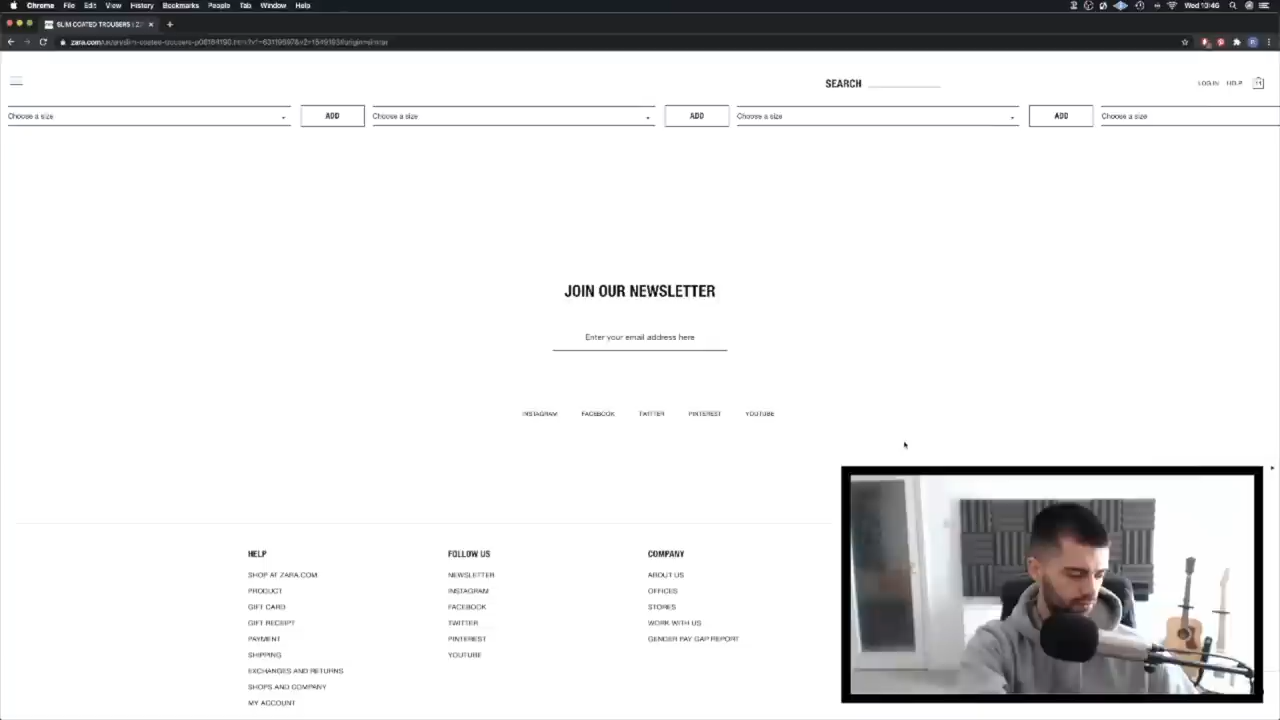 Chrome File Edit View History Bookmarks People Tab Window Help Wed 13:46
SLIM COATED TROUSERS
SEARCH
LOG IN HELP
Choose a size ADD Choose a size ADD Choose a size ADD Choose a size
JOIN OUR NEWSLETTER
Enter your email address here
INSTAGRAM FACEBOOK TWITTER PINTEREST YOUTUBE
HELP FOLLOW US COMPANY
SHOP AT ZARA.COM NEWSLETTER ABOUT US
PRODUCT INSTAGRAM OFFICES
GIFT CARD FACEBOOK STORES
GIFT RECEIPT TWITTER WORK WITH US
PAYMENT PINTEREST GENDER PAY GAP REPORT
SHIPPING YOUTUBE
EXCHANGES AND RETURNS
SHOPS AND COMPANY
MY ACCOUNT